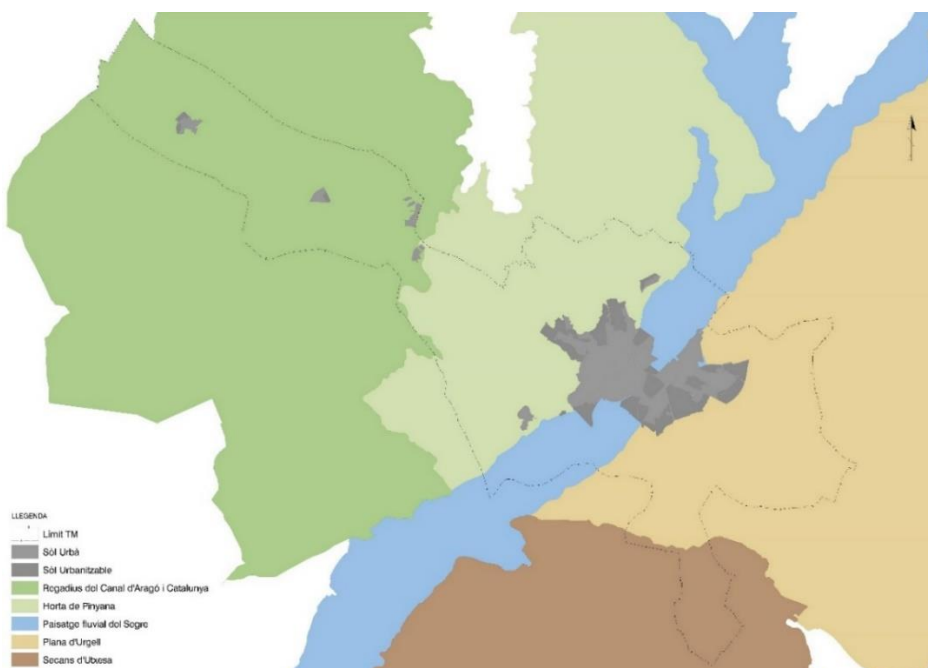 LLEGENDA
Límit TM
Sòl Urbà
Sòl Urbanitzable
Regadius del Canal d'Aragó i Catalunya
Horta de Pinyana
Paisatge fluvial del Segre
Plana d'Urgell
Secans d'Utxesa